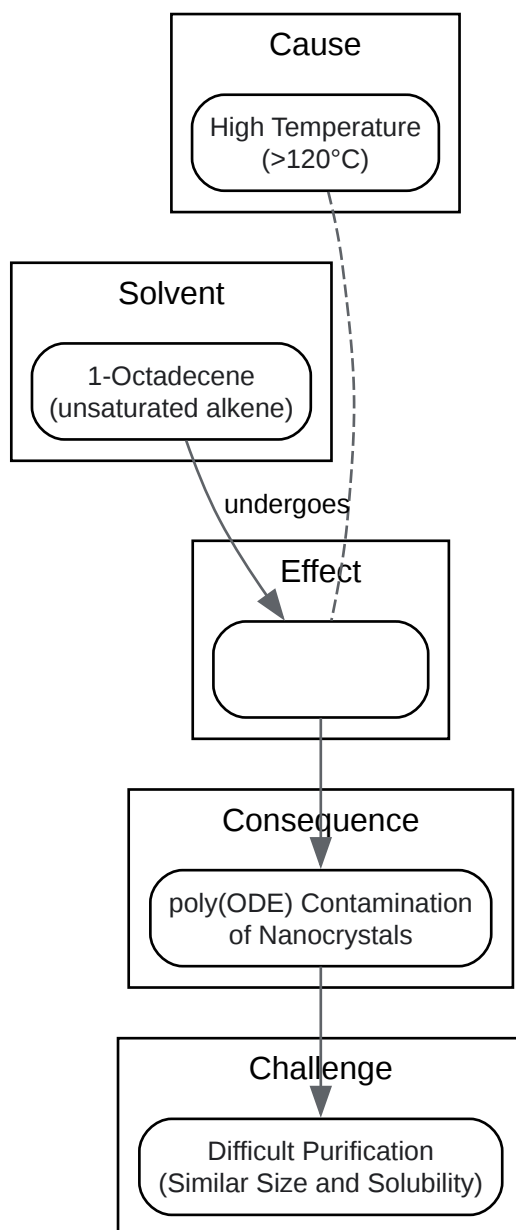 Cause
High Temperature
(>120°C)
Solvent
1-Octadecene
(unsaturated alkene)
undergoes
Effect
Consequence
poly(ODE) Contamination
of Nanocrystals
Challenge
Difficult Purification
(Similar Size and Solubility)